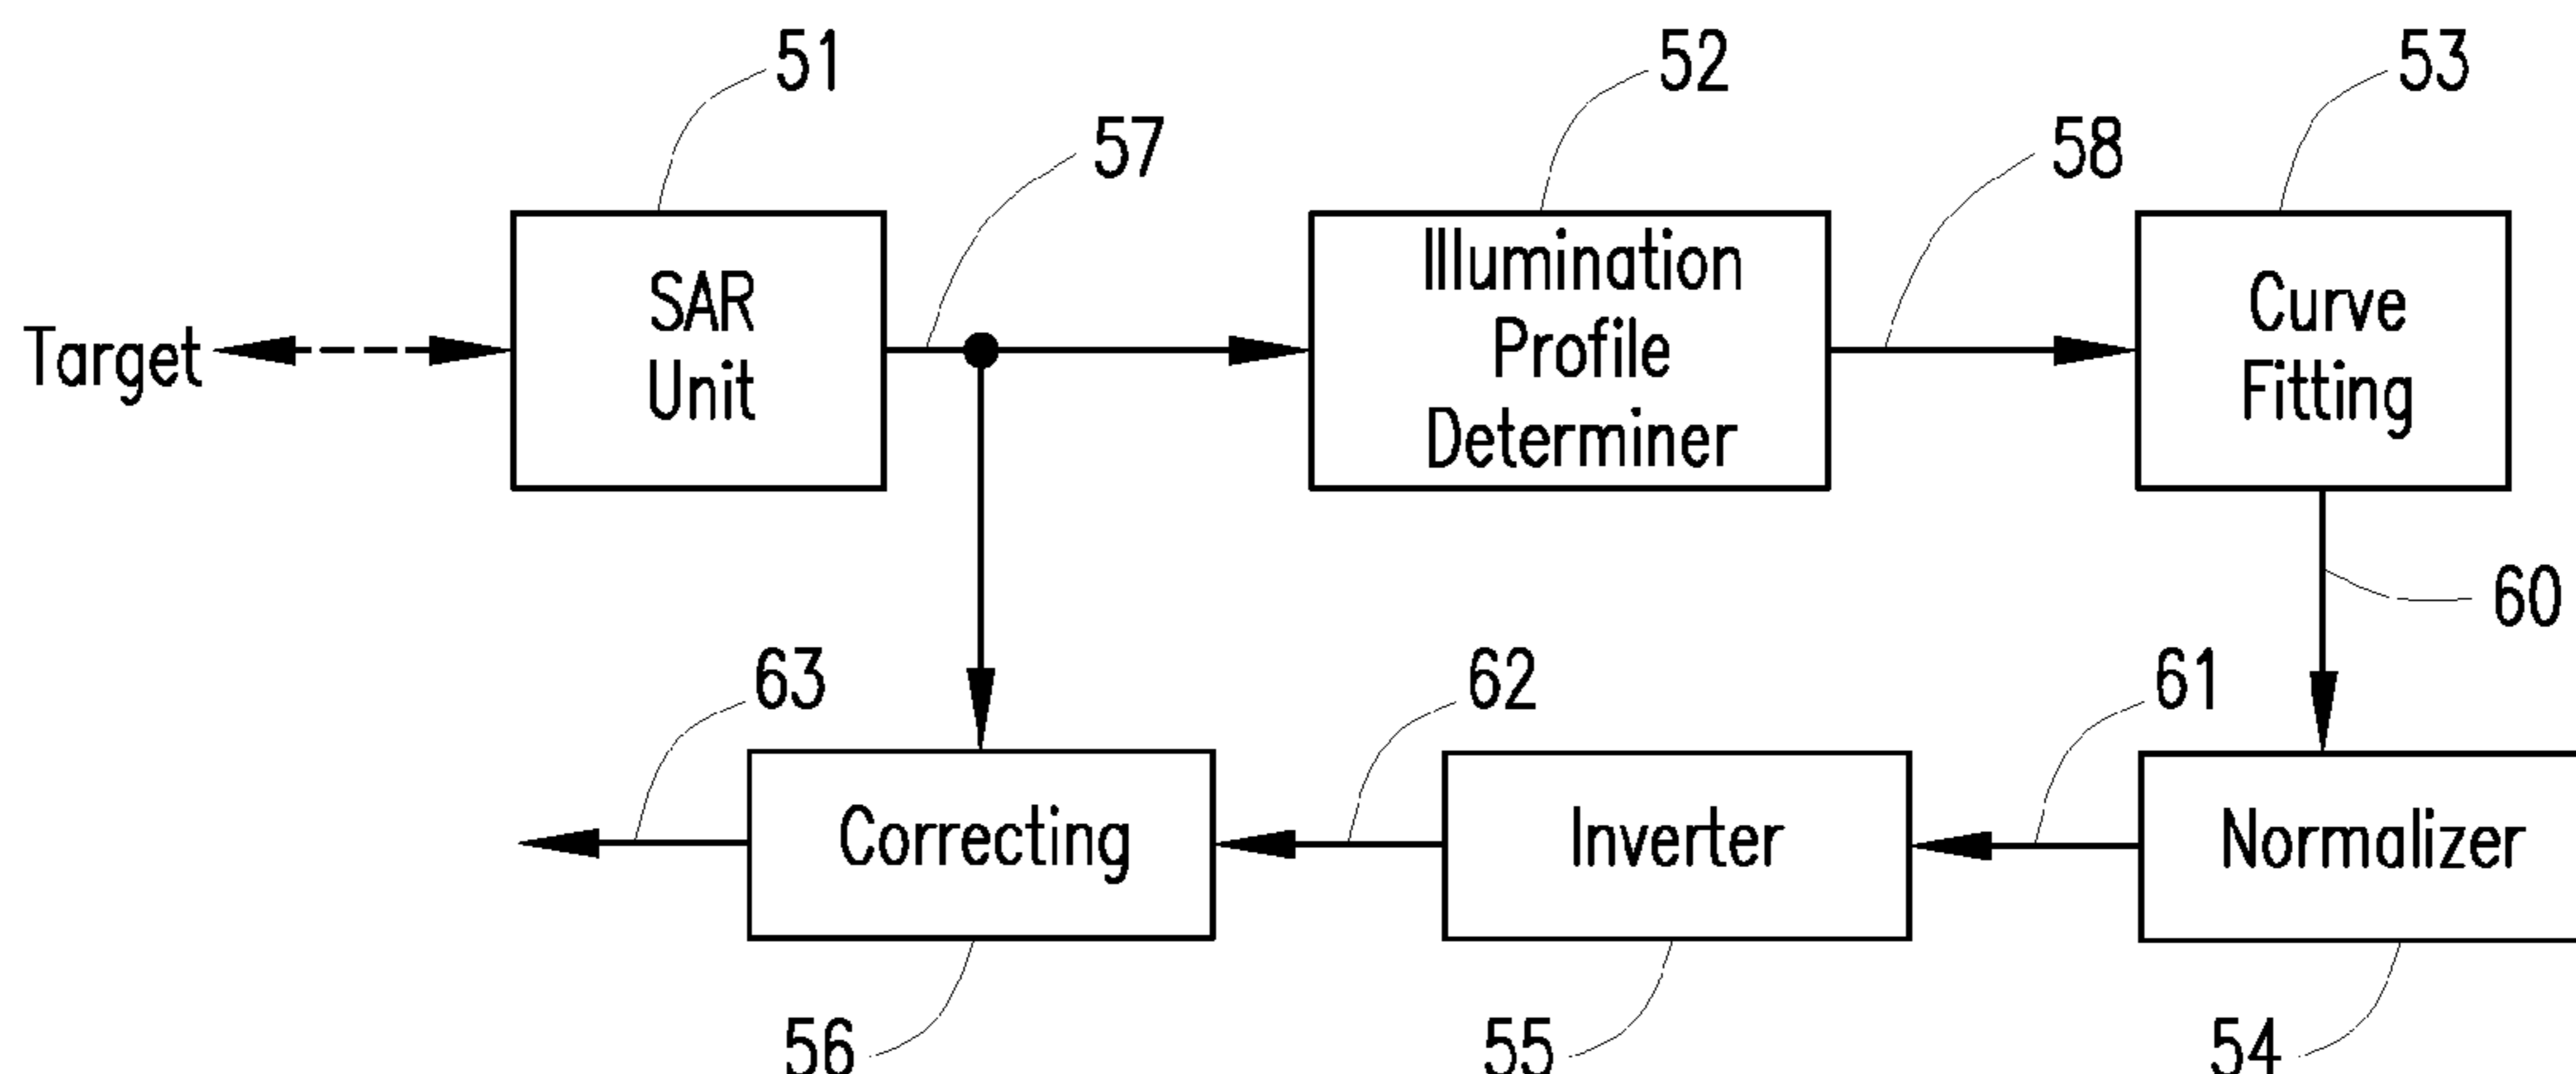 51
52
53
57
58
Target
SAR
Unit
Illumination
Profile
Determiner
Curve
Fitting
60
63
62
61
Correcting
Inverter
Normalizer
56
55
54